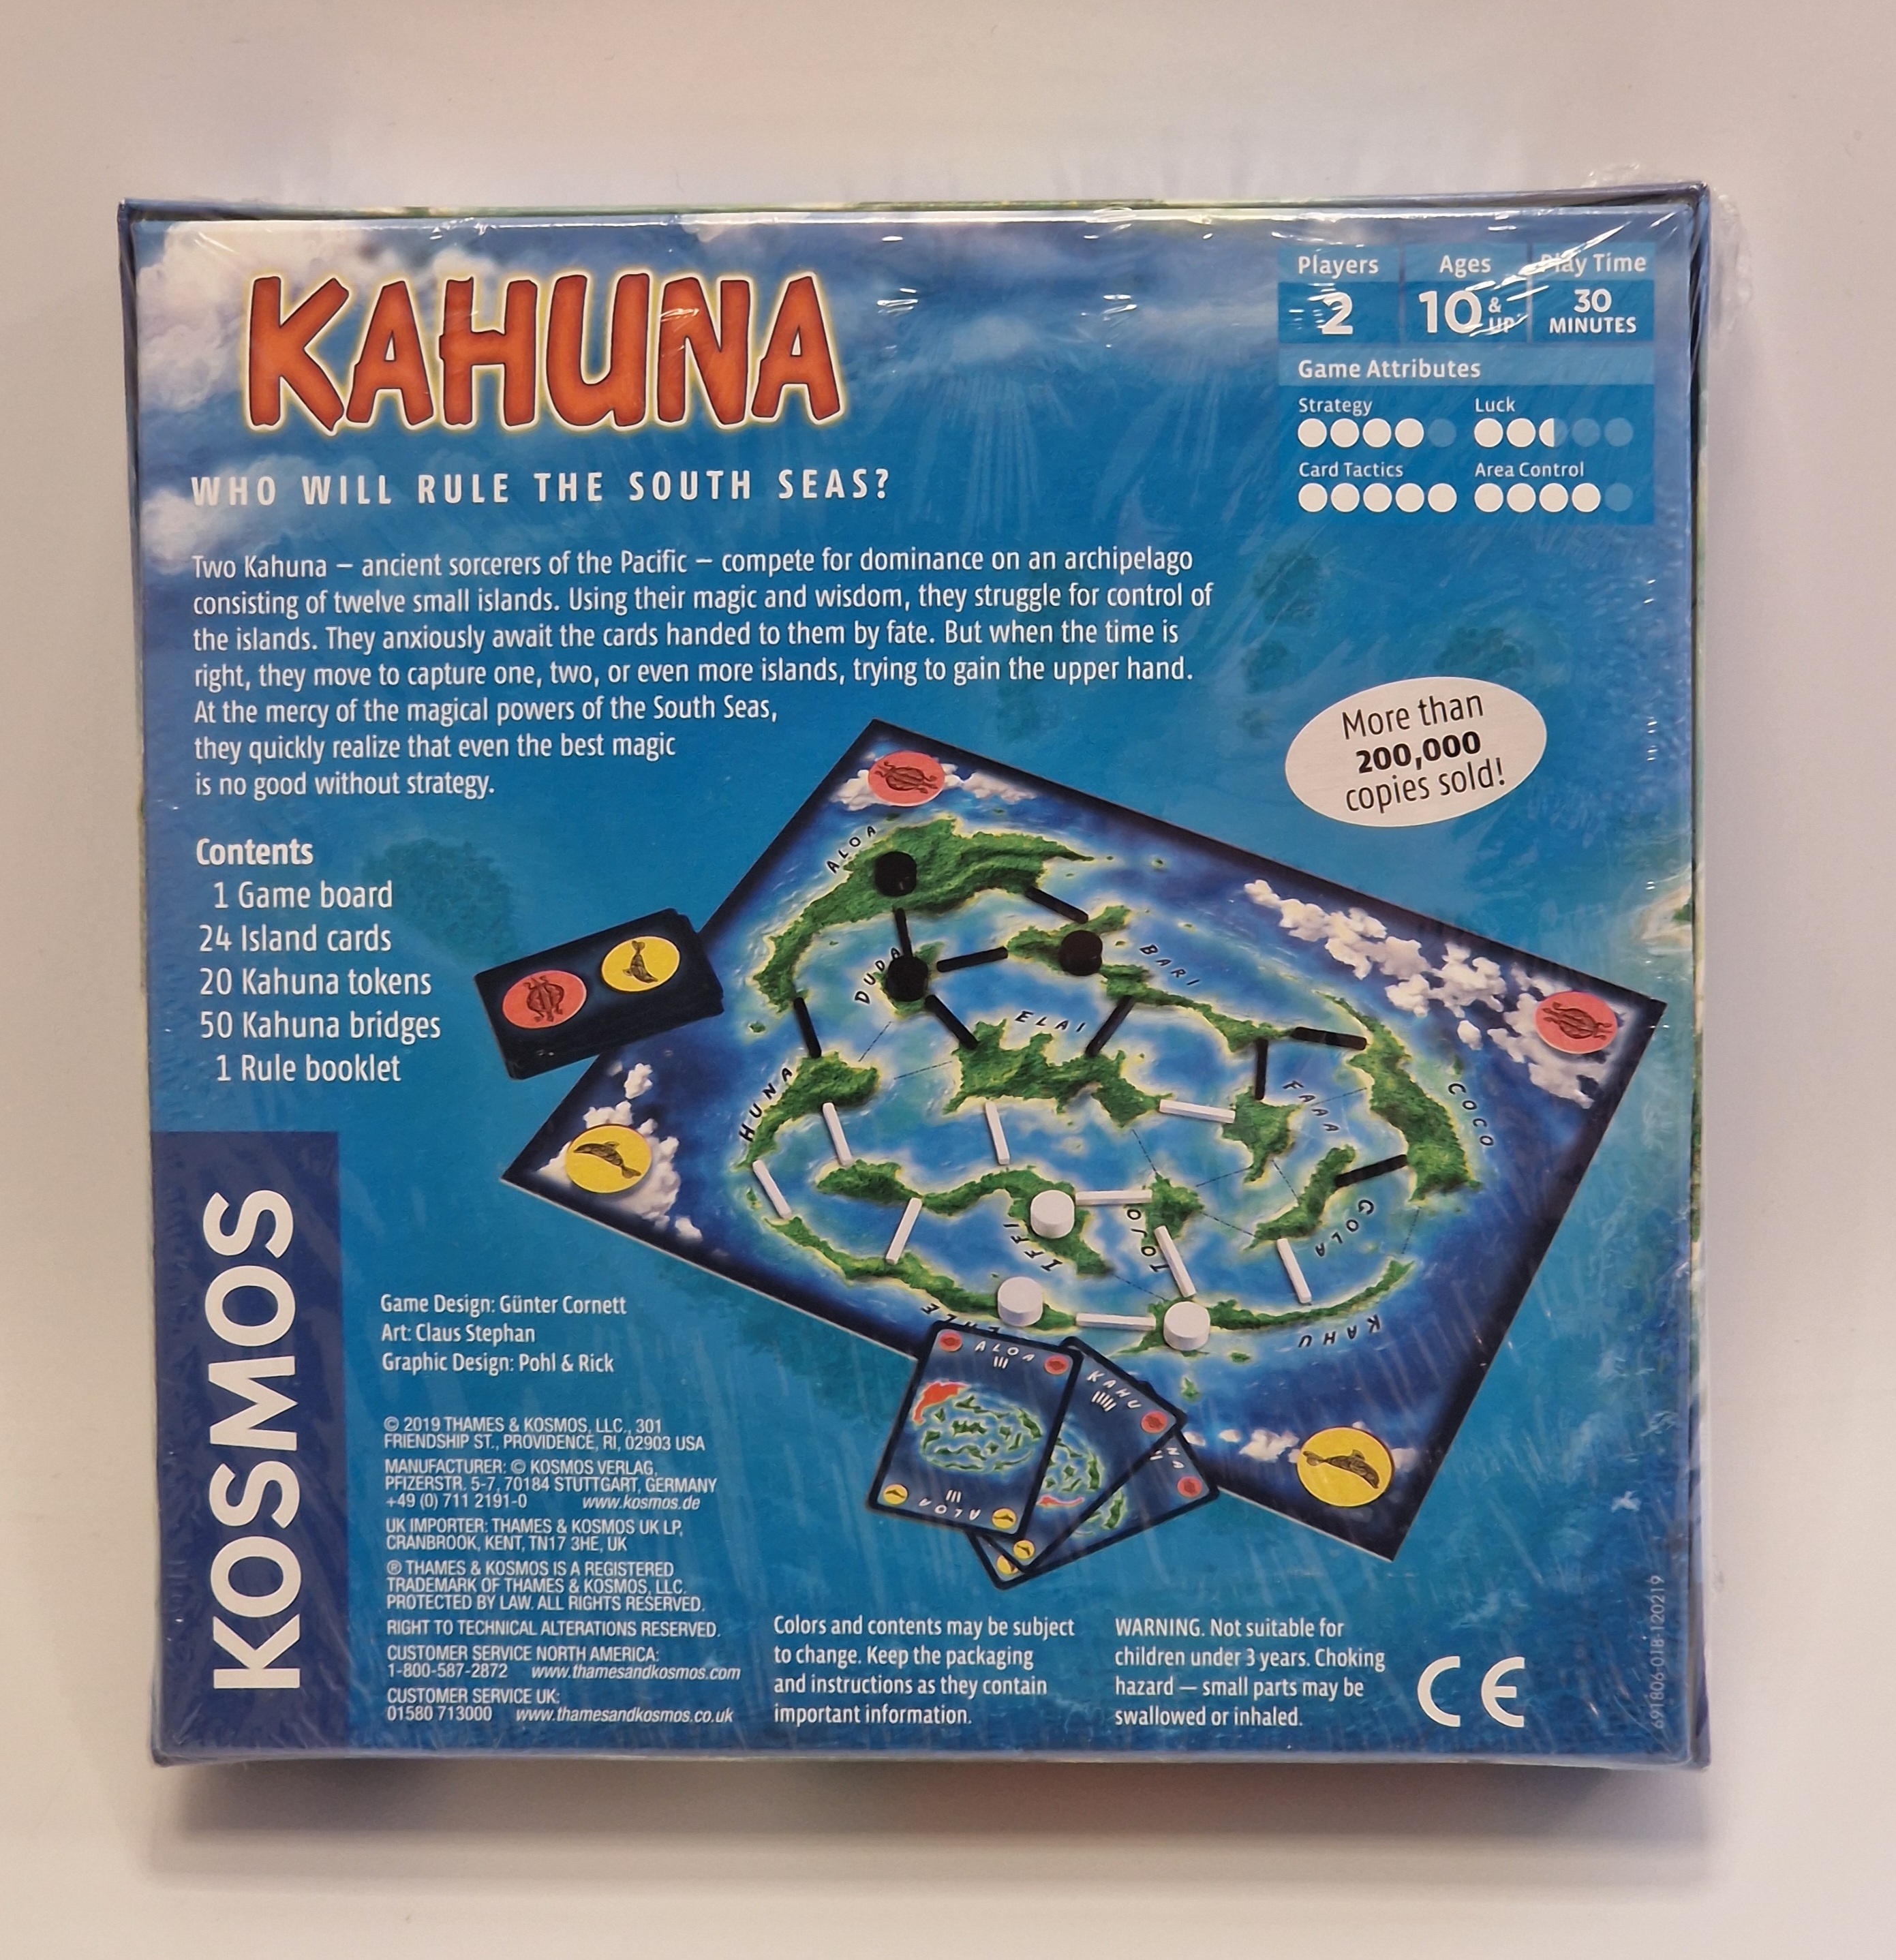 KAHUNA
WHO WILL RULE THE SOUTH SEAS?
Players
2
Ages
10 & UP
Play Time
30
MINUTES
Game Attributes
Strategy
Luck
Card Tactics
Area Control
Two Kahuna – ancient sorcerers of the Pacific – compete for dominance on an archipelago
consisting of twelve small islands. Using their magic and wisdom, they struggle for control of
the islands. They anxiously await the cards handed to them by fate. But when the time is
right, they move to capture one, two, or even more islands, trying to gain the upper hand.
At the mercy of the magical powers of the South Seas,
they quickly realize that even the best magic
is no good without strategy.
More than
200,000
copies sold!
Contents
1 Game board
24 Island cards
20 Kahuna tokens
50 Kahuna bridges
1 Rule booklet
ALOA
DUDA
BARI
ELAI
HUNA
FAAA
COCO
GOLA
IFFI
JOJO
KAHU
ALOA
ALOA
KAHU
KOSMOS
Game Design: Günter Cornett
Art: Claus Stephan
Graphic Design: Pohl & Rick
© 2019 THAMES & KOSMOS, LLC., 301
FRIENDSHIP ST., PROVIDENCE, RI, 02903 USA
MANUFACTURER: © KOSMOS VERLAG,
PFIZERSTR. 5-7, 70184 STUTTGART, GERMANY
+49 (0) 711 2191-0 www.kosmos.de
UK IMPORTER: THAMES & KOSMOS UK LP,
CRANBROOK, KENT, TN17 3HE, UK
® THAMES & KOSMOS IS A REGISTERED
TRADEMARK OF THAMES & KOSMOS, LLC.
PROTECTED BY LAW. ALL RIGHTS RESERVED.
RIGHT TO TECHNICAL ALTERATIONS RESERVED.
CUSTOMER SERVICE NORTH AMERICA:
1-800-587-2872 www.thamesandkosmos.com
CUSTOMER SERVICE UK:
01580 713000 www.thamesandkosmos.co.uk
Colors and contents may be subject
to change. Keep the packaging
and instructions as they contain
important information.
WARNING. Not suitable for
children under 3 years. Choking
hazard — small parts may be
swallowed or inhaled.
CE
691806-01B-120219